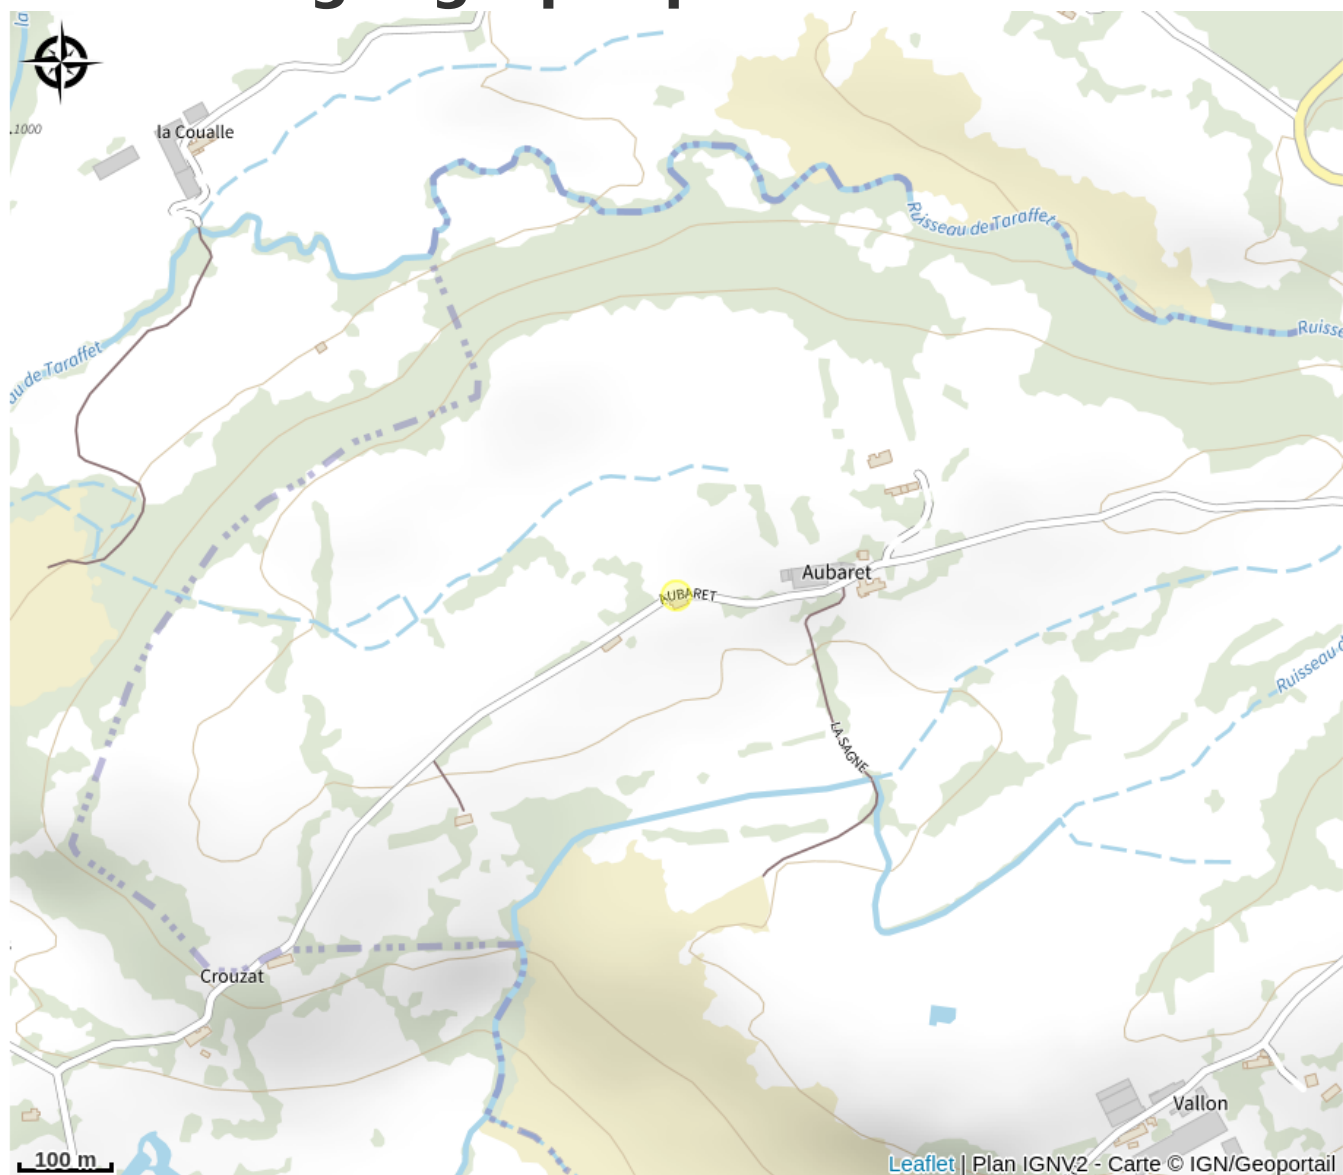 la Coualle
1000
Ruisseau de Taraffet
Ruisse
au de Taraffet
Aubaret
AUBARET
Ruisseau d
LA SAGNE
Crouzat
Vallon
100 m
Leaflet | Plan IGNV2 - Carte © IGN/Geoportail